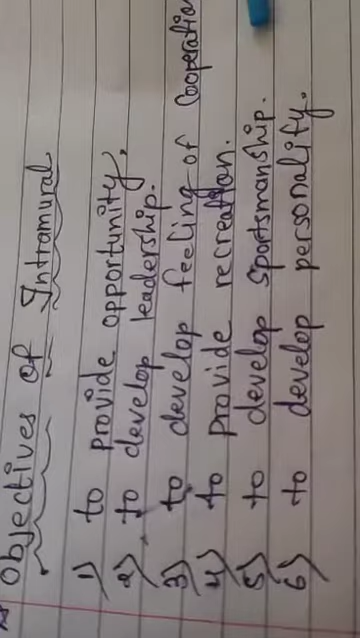 Objectives of Intramural
1) to provide opportunity,
2) to develop leadership.
3) to develop feeling of Cooperation
4) to provide recreation.
5) to develop sportsmanship.
6) to develop personality.